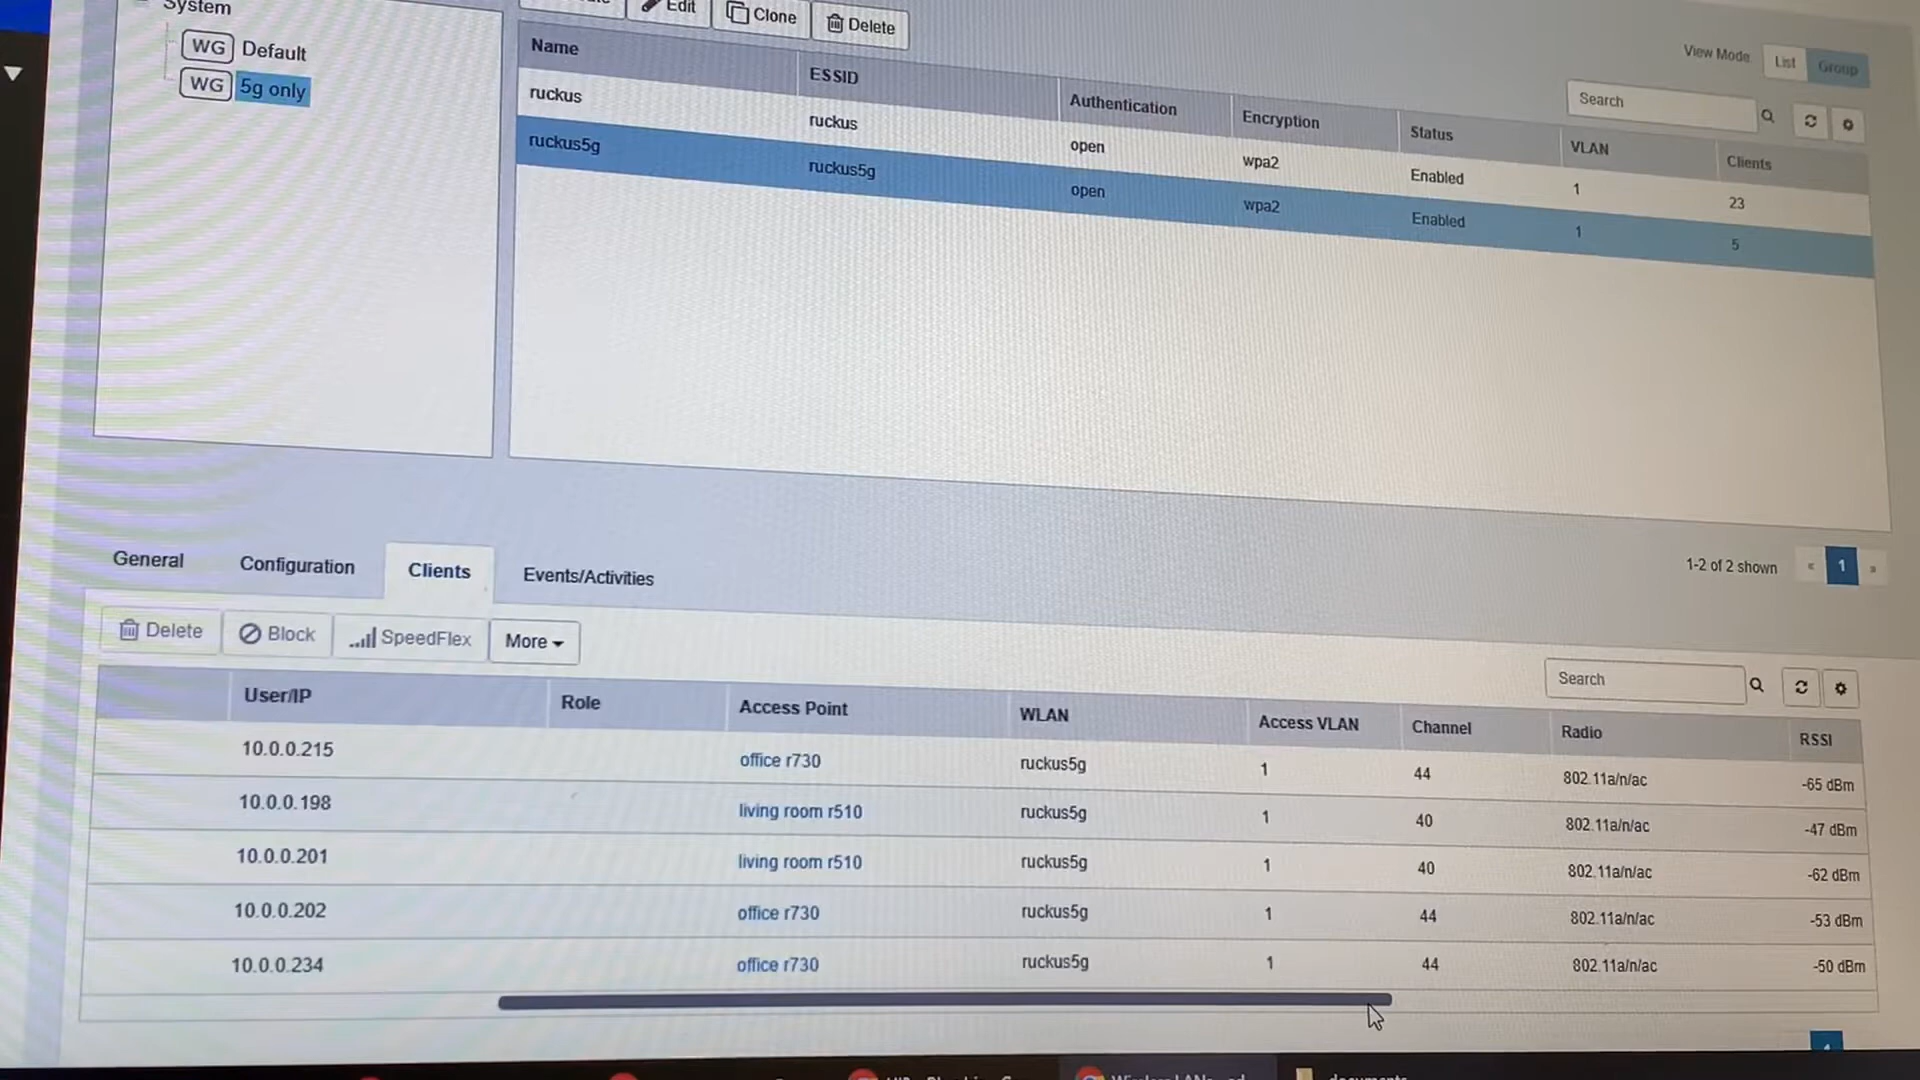 System
WG Default
WG 5g only
Edit
Clone
Delete
View Mode List Group
Search
Name ESSID Authentication Encryption Status VLAN Clients
ruckus ruckus open wpa2 Enabled 1 23
ruckus5g ruckus5g open wpa2 Enabled 1 5
1-2 of 2 shown « 1 »
General Configuration Clients Events/Activities
Delete Block SpeedFlex More
Search
User/IP Role Access Point WLAN Access VLAN Channel Radio RSSI
10.0.0.215 office r730 ruckus5g 1 44 802.11a/n/ac -65 dBm
10.0.0.198 living room r510 ruckus5g 1 40 802.11a/n/ac -47 dBm
10.0.0.201 living room r510 ruckus5g 1 40 802.11a/n/ac -62 dBm
10.0.0.202 office r730 ruckus5g 1 44 802.11a/n/ac -53 dBm
10.0.0.234 office r730 ruckus5g 1 44 802.11a/n/ac -50 dBm